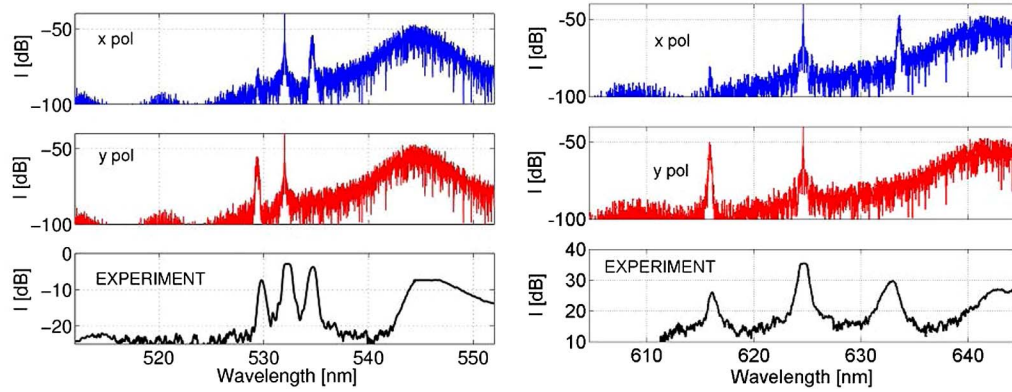 I [dB]
−50
−100
x pol
I [dB]
−50
−100
y pol
I [dB]
0
−10
−20
EXPERIMENT
520 530 540 550
Wavelength [nm]
I [dB]
-50
-100
x pol
I [dB]
-50
-100
y pol
I [dB]
40
30
20
10
EXPERIMENT
610 620 630 640
Wavelength [nm]